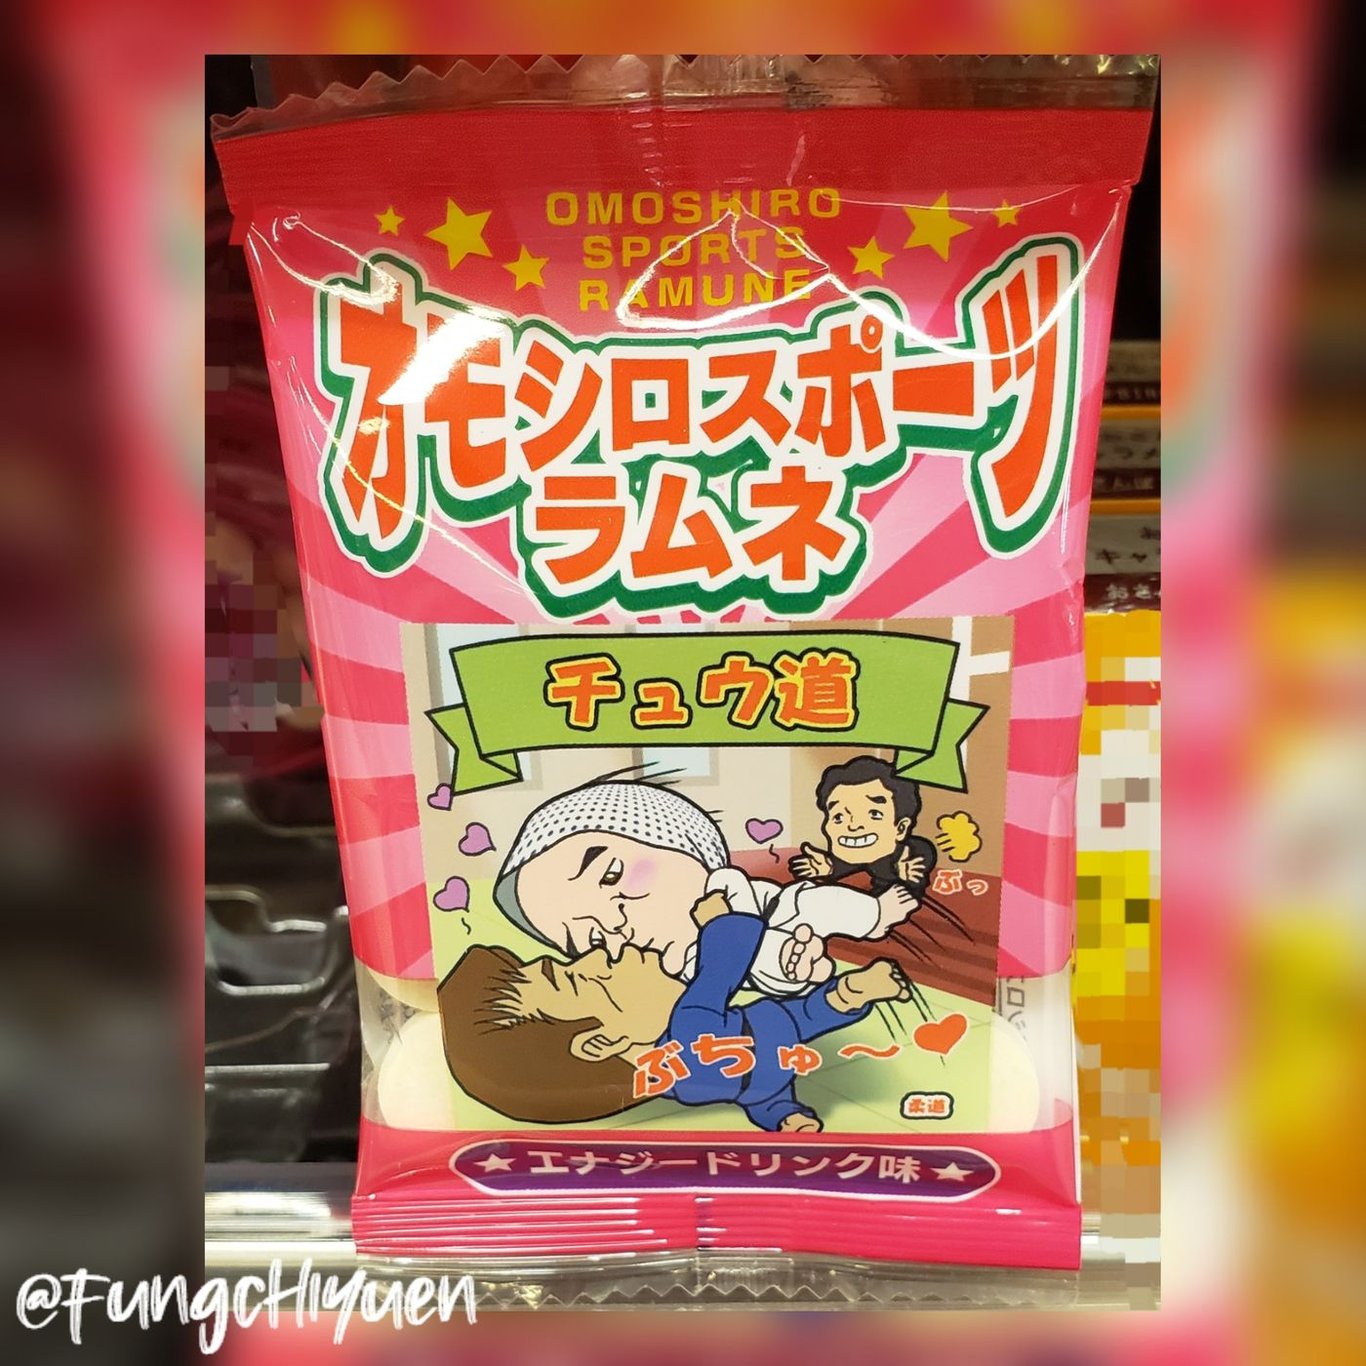 OMOSHIRO
SPORTS
RAMUNE
オモシロスポーツ
ラムネ
チュウ道
ぶっ
ぶちゅ〜
柔道
エナジードリンク味
@FungcHiyuen